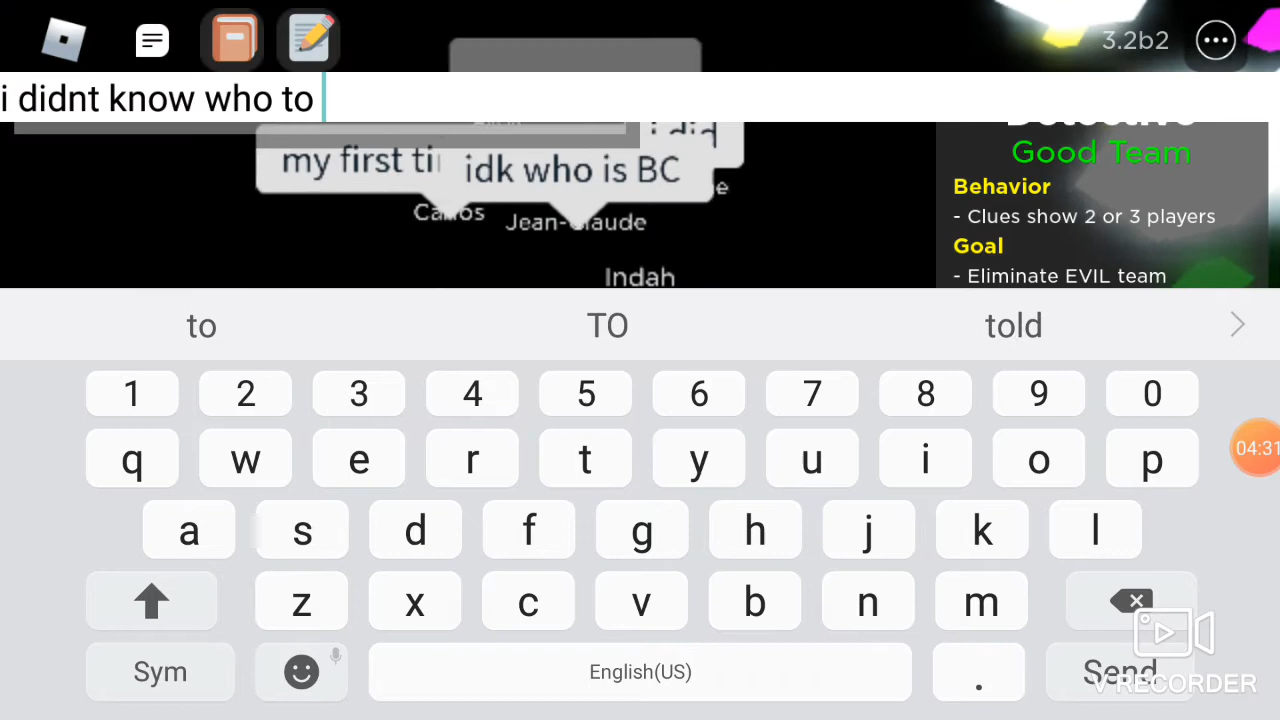 3.2b2
i didnt know who to
i did
my first ti
idk who is BC
Carlos
Jean-Claude
Indah
Detective
Good Team
Behavior
- Clues show 2 or 3 players
Goal
- Eliminate EVIL team
to TO told
1 2 3 4 5 6 7 8 9 0
q w e r t y u i o p
a s d f g h j k l
z x c v b n m
Sym English(US) . Send
04:31
V RECORDER